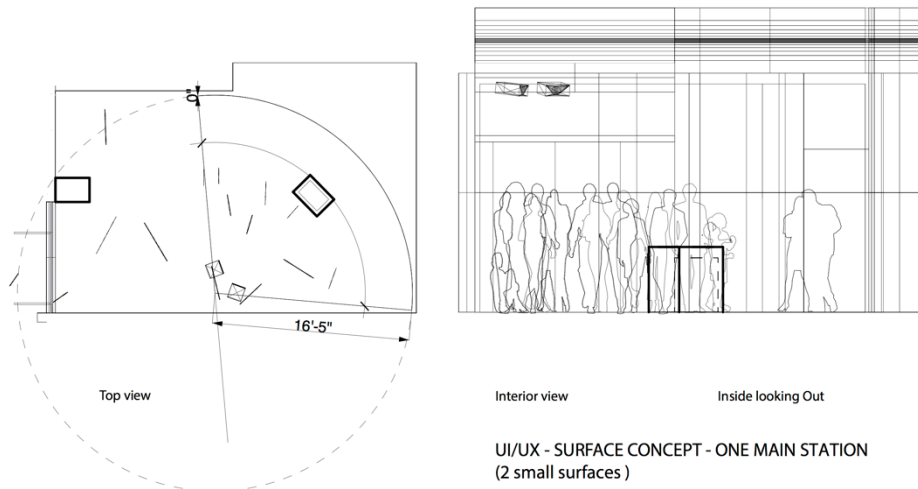 0"
16'-5"
Top view
Interior view
Inside looking Out
UI/UX - SURFACE CONCEPT - ONE MAIN STATION
(2 small surfaces )